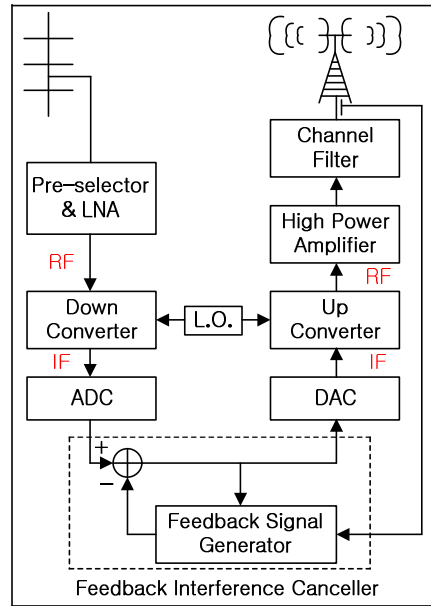 Pre-selector
& LNA
RF
Down
Converter
IF
ADC
L.O.
Channel
Filter
High Power
Amplifier
RF
Up
Converter
IF
DAC
+
−
Feedback Signal
Generator
Feedback Interference Canceller